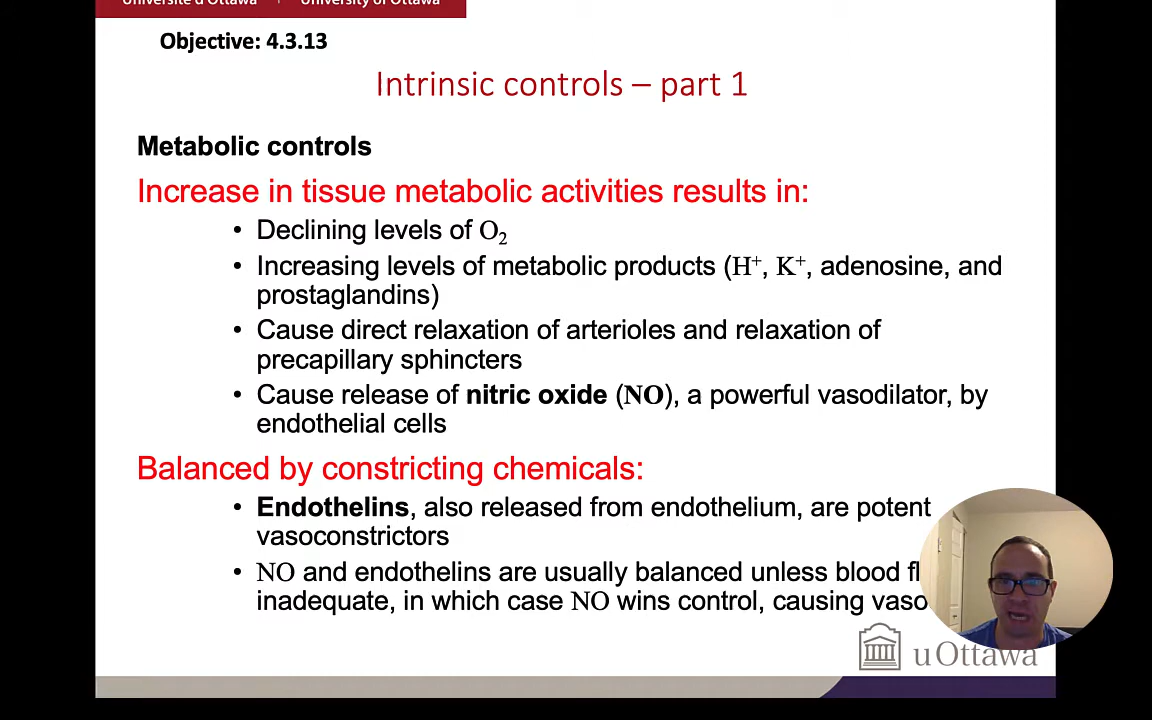 Université d'Ottawa | University of Ottawa
Objective: 4.3.13
Intrinsic controls – part 1
Metabolic controls
Increase in tissue metabolic activities results in:
• Declining levels of O₂
• Increasing levels of metabolic products (H⁺, K⁺, adenosine, and
prostaglandins)
• Cause direct relaxation of arterioles and relaxation of
precapillary sphincters
• Cause release of nitric oxide (NO), a powerful vasodilator, by
endothelial cells
Balanced by constricting chemicals:
• Endothelins, also released from endothelium, are potent
vasoconstrictors
• NO and endothelins are usually balanced unless blood fl
inadequate, in which case NO wins control, causing vaso
uOttawa